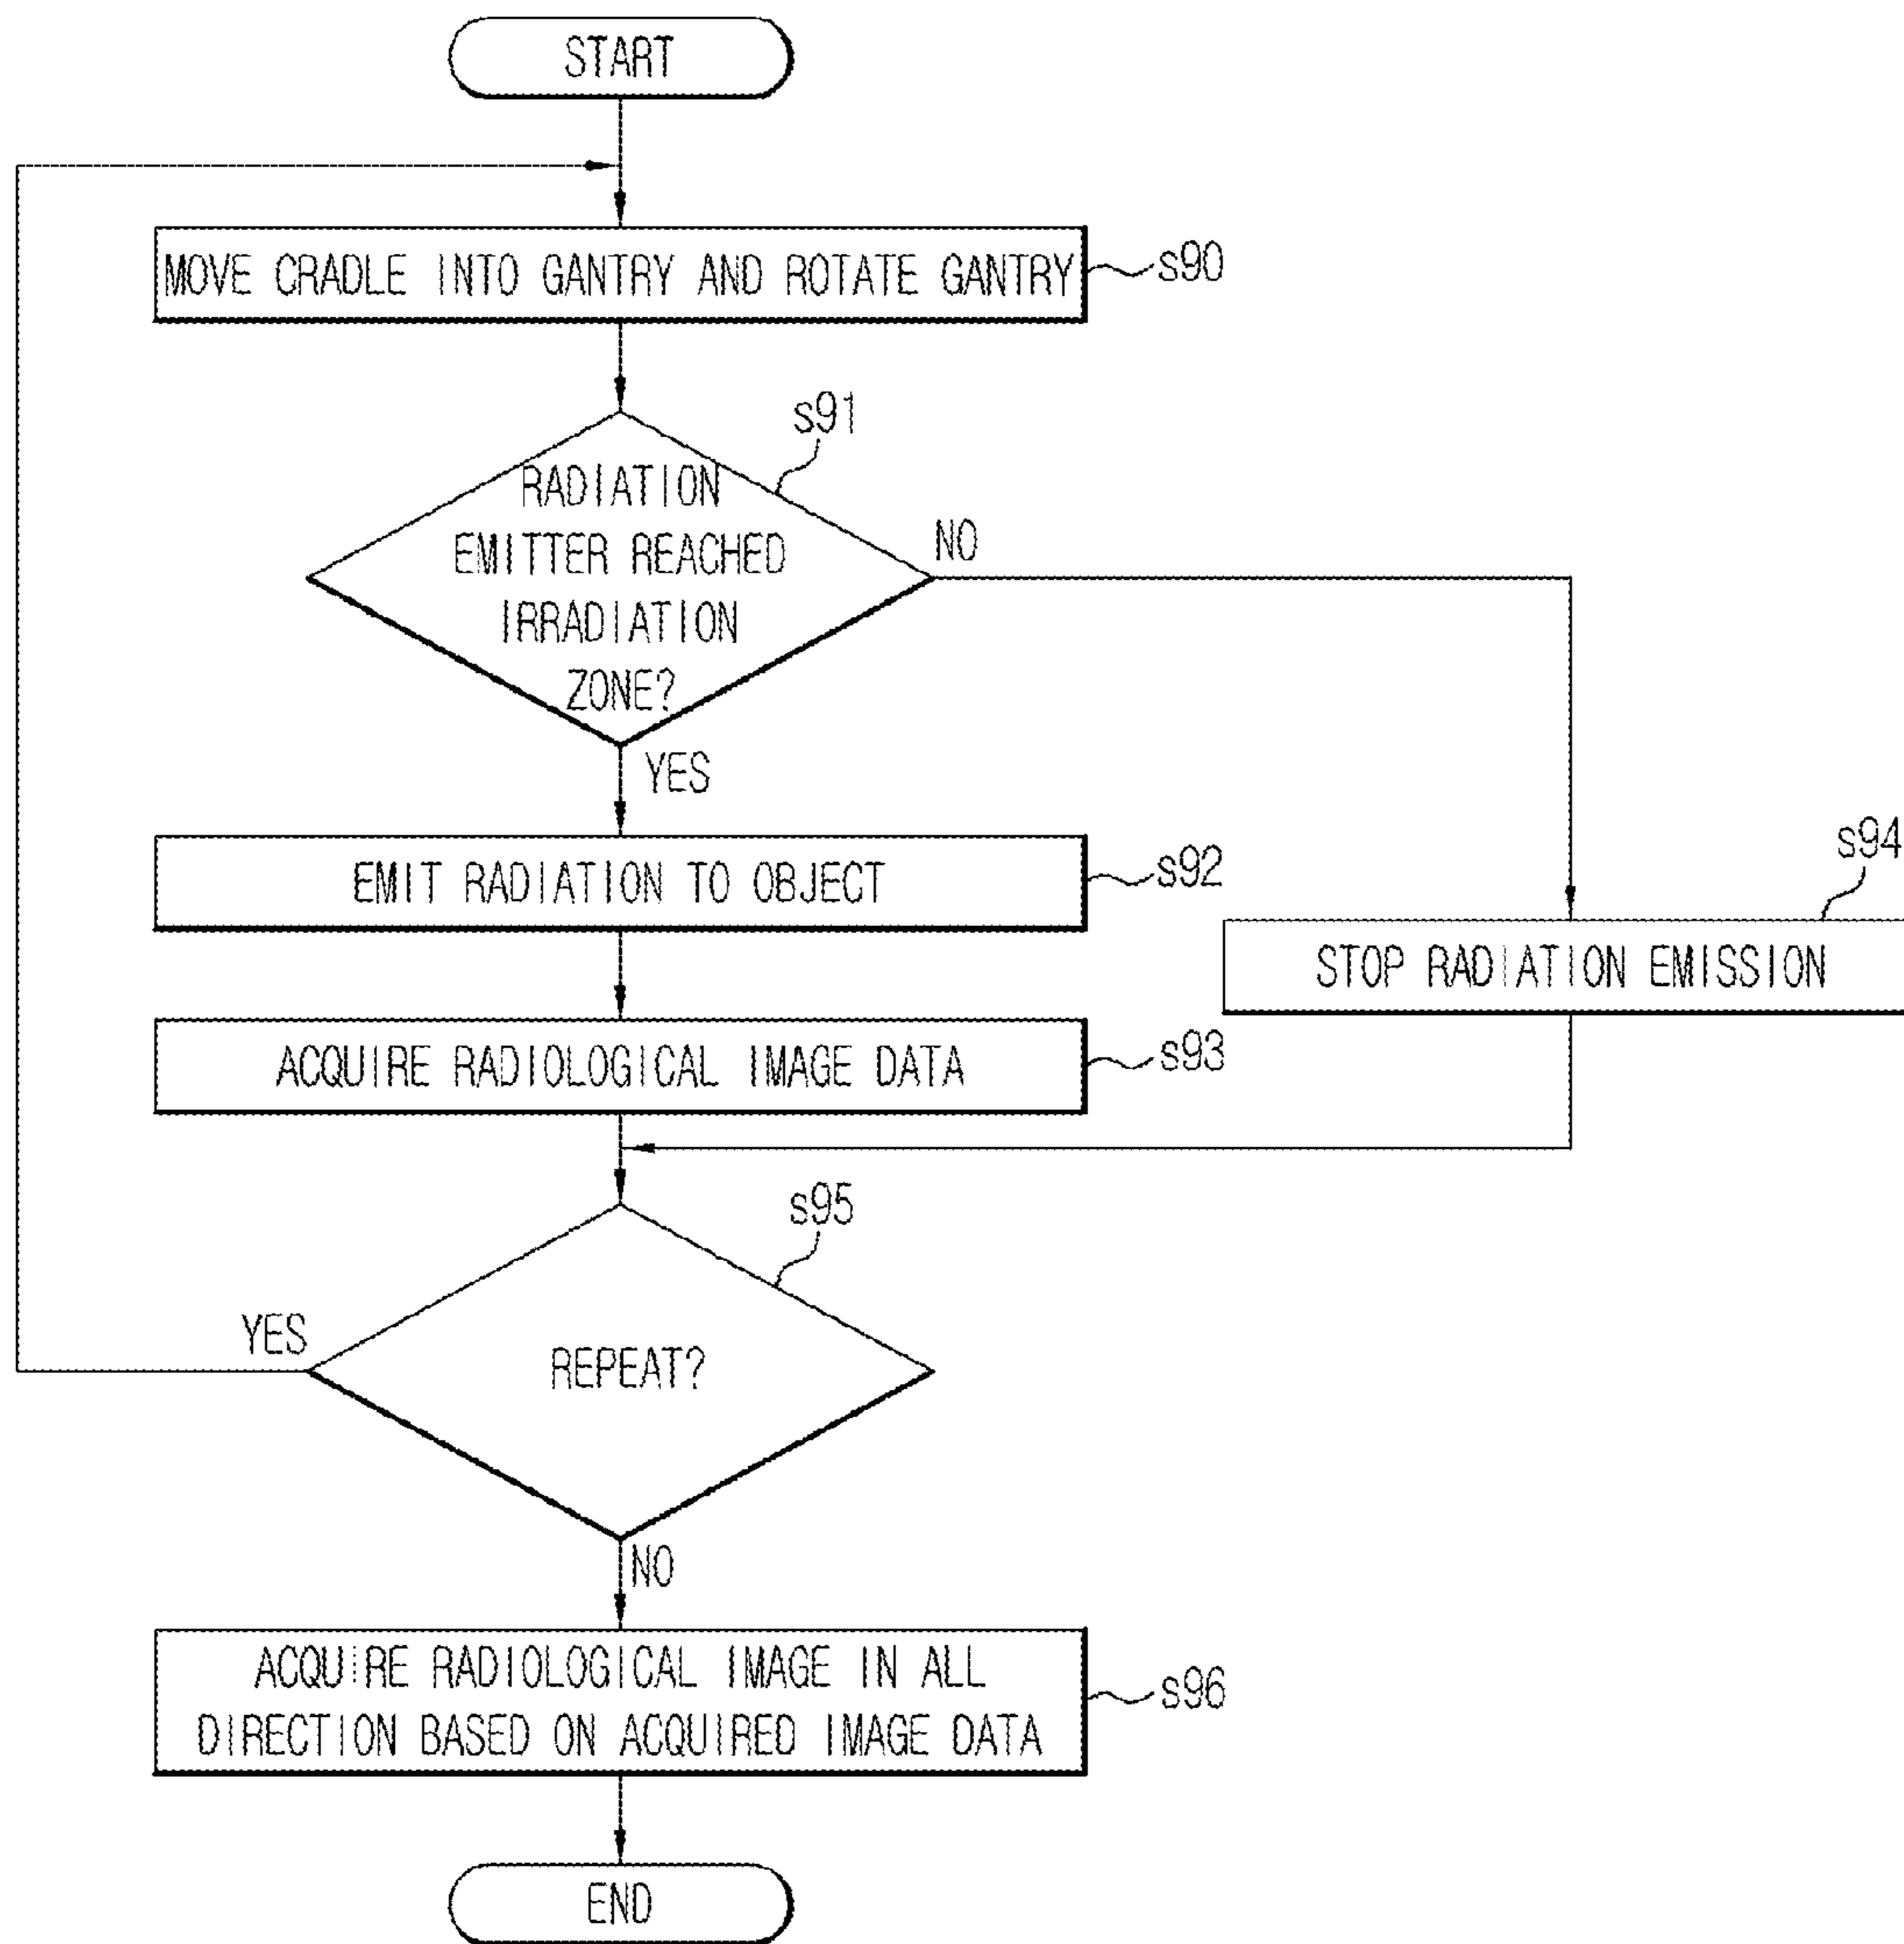 START
MOVE CRADLE INTO GANTRY AND ROTATE GANTRY
s90
s91
RADIATION
EMITTER REACHED
IRRADIATION
ZONE?
NO
YES
EMIT RADIATION TO OBJECT
s92
s94
STOP RADIATION EMISSION
ACQUIRE RADIOLOGICAL IMAGE DATA
s93
s95
YES
REPEAT?
NO
ACQUIRE RADIOLOGICAL IMAGE IN ALL
DIRECTION BASED ON ACQUIRED IMAGE DATA
s96
END